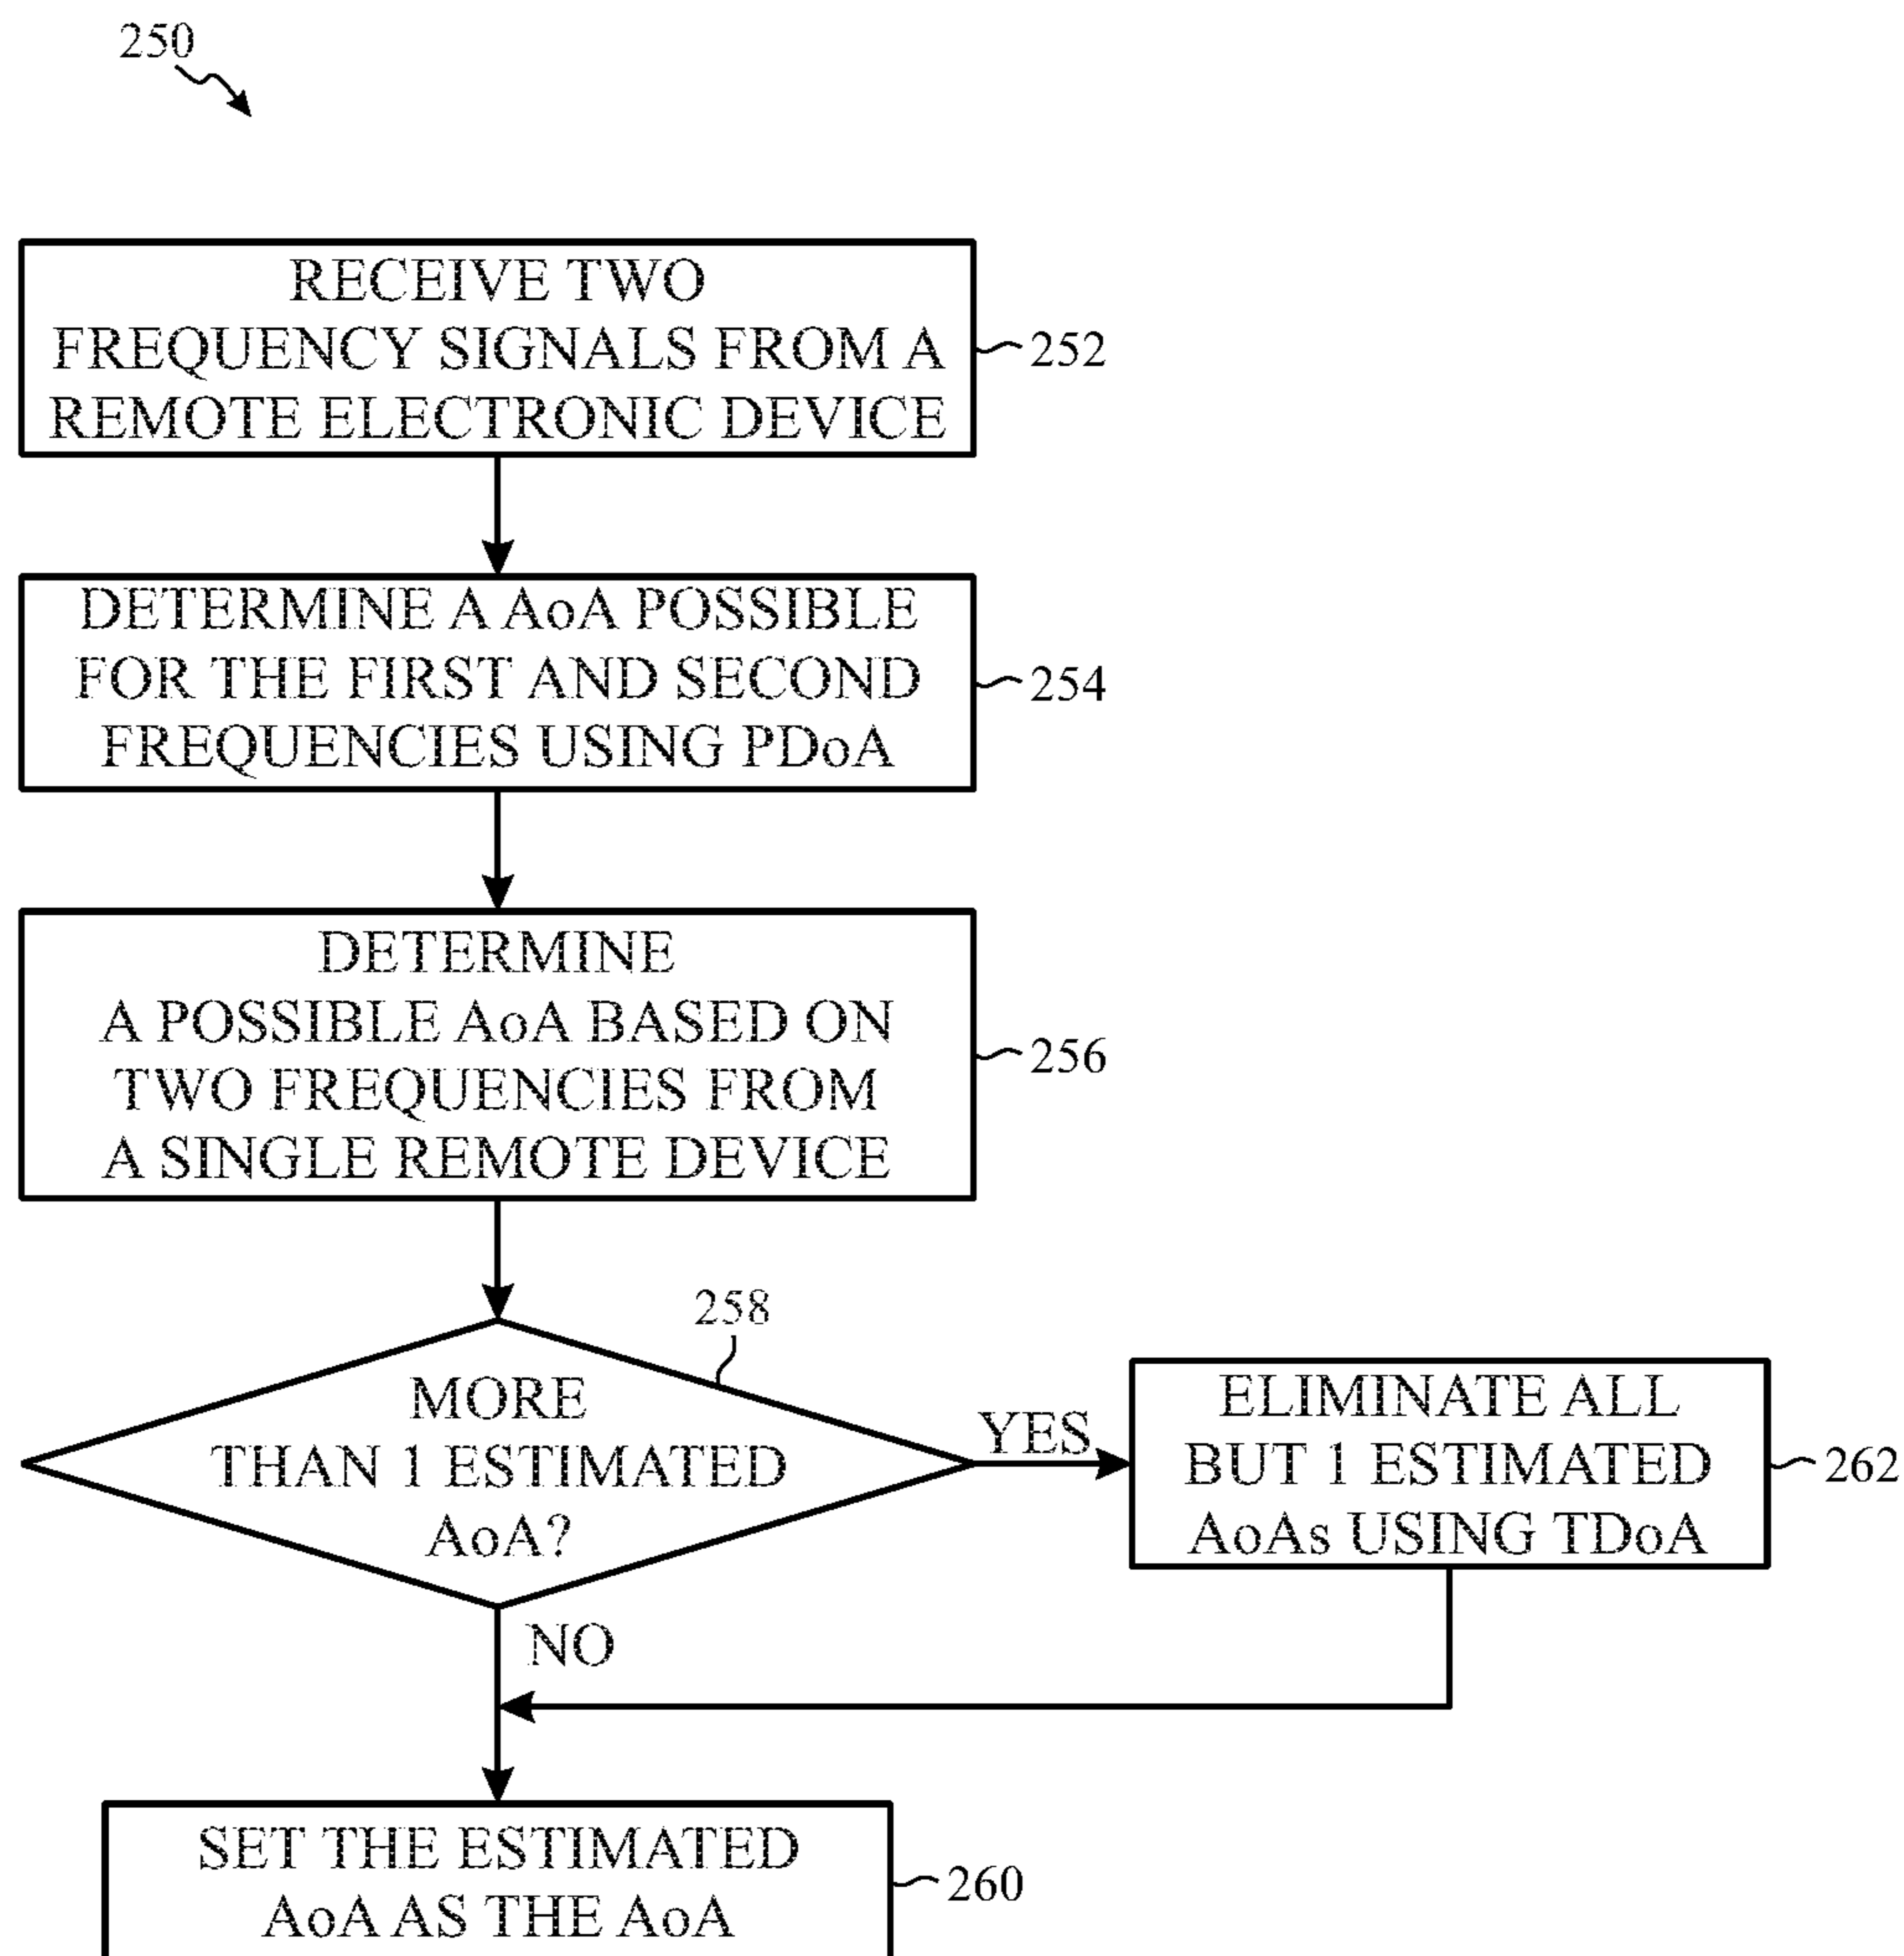 250
RECEIVE TWO
FREQUENCY SIGNALS FROM A
REMOTE ELECTRONIC DEVICE
252
DETERMINE A AoA POSSIBLE
FOR THE FIRST AND SECOND
FREQUENCIES USING PDoA
254
DETERMINE
A POSSIBLE AoA BASED ON
TWO FREQUENCIES FROM
A SINGLE REMOTE DEVICE
256
258
MORE
THAN 1 ESTIMATED
AoA?
YES
ELIMINATE ALL
BUT 1 ESTIMATED
AoAs USING TDoA
262
NO
SET THE ESTIMATED
AoA AS THE AoA
260